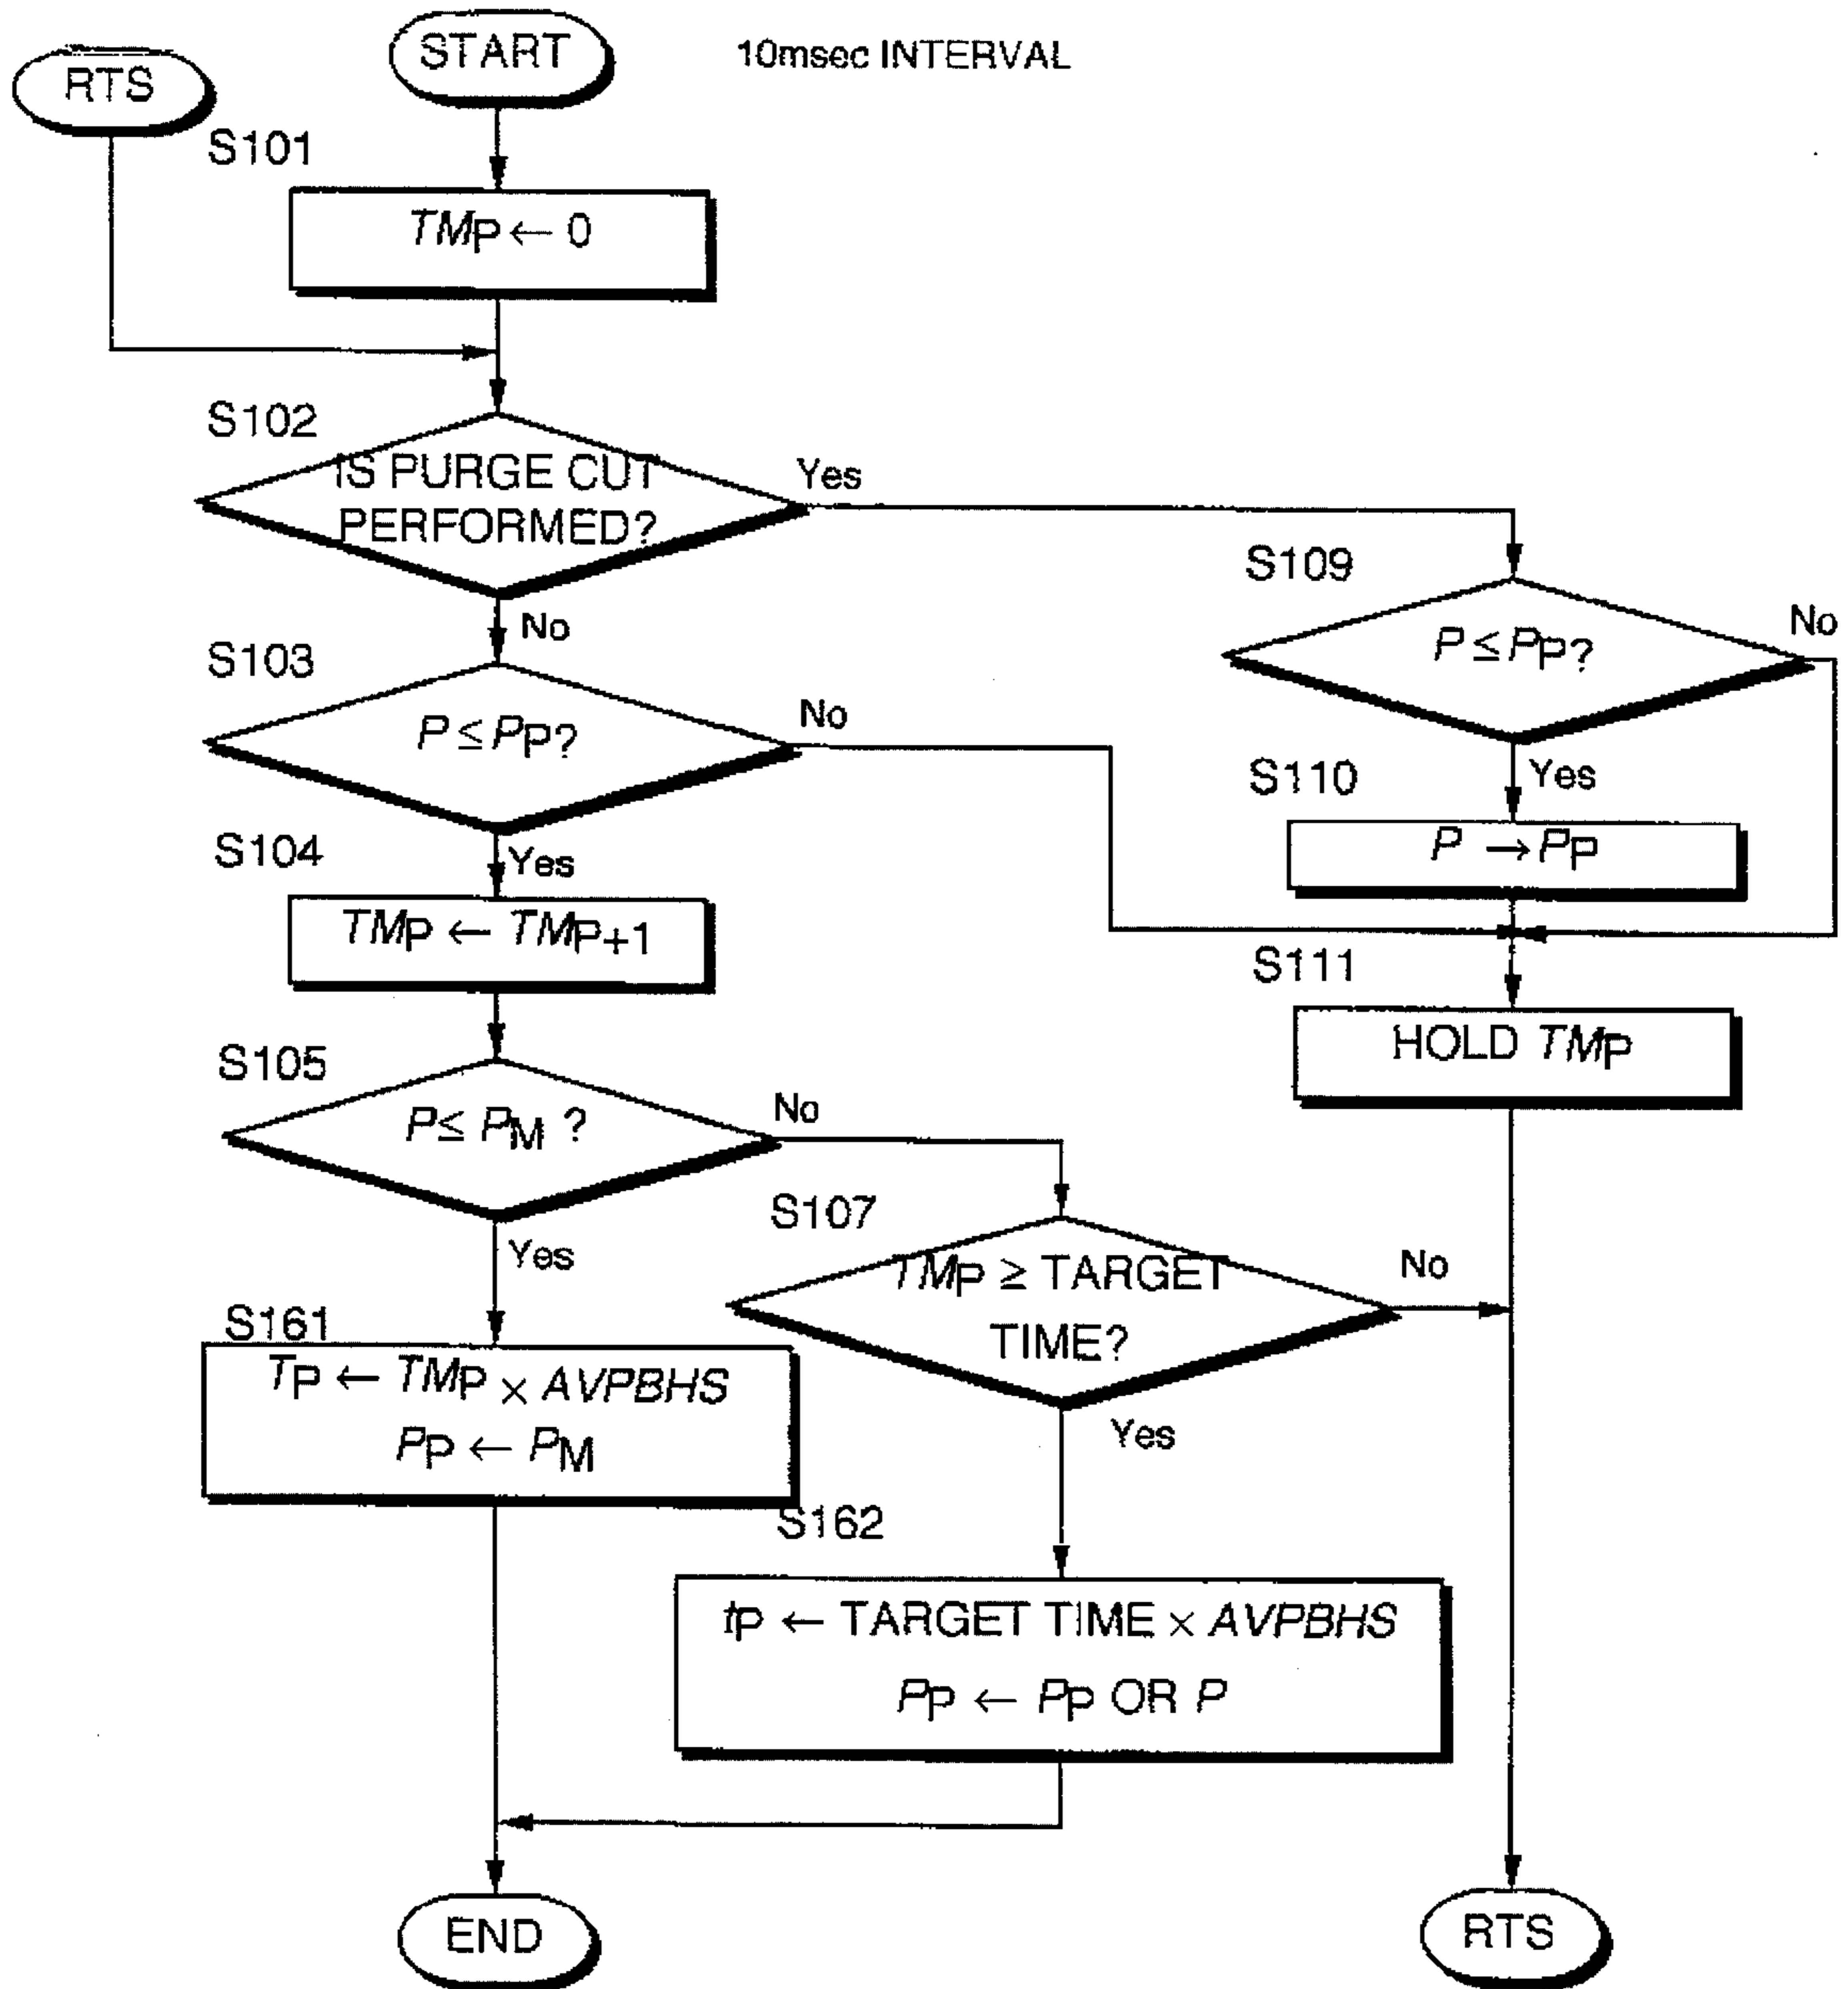 START
10msec INTERVAL
RTS
S101
TMP ← 0
S102
IS PURGE CUT
PERFORMED?
Yes
No
S109
P ≤ PP?
No
S103
P ≤ PP?
No
Yes
S110
P → PP
Yes
S104
TMP ← TMP+1
S111
HOLD TMP
S105
P ≤ PM ?
No
Yes
S107
TMP ≥ TARGET
TIME?
No
Yes
S161
TP ← TMP × AVPBHS
PP ← PM
S162
tP ← TARGET TIME × AVPBHS
PP ← PP OR P
END
RTS